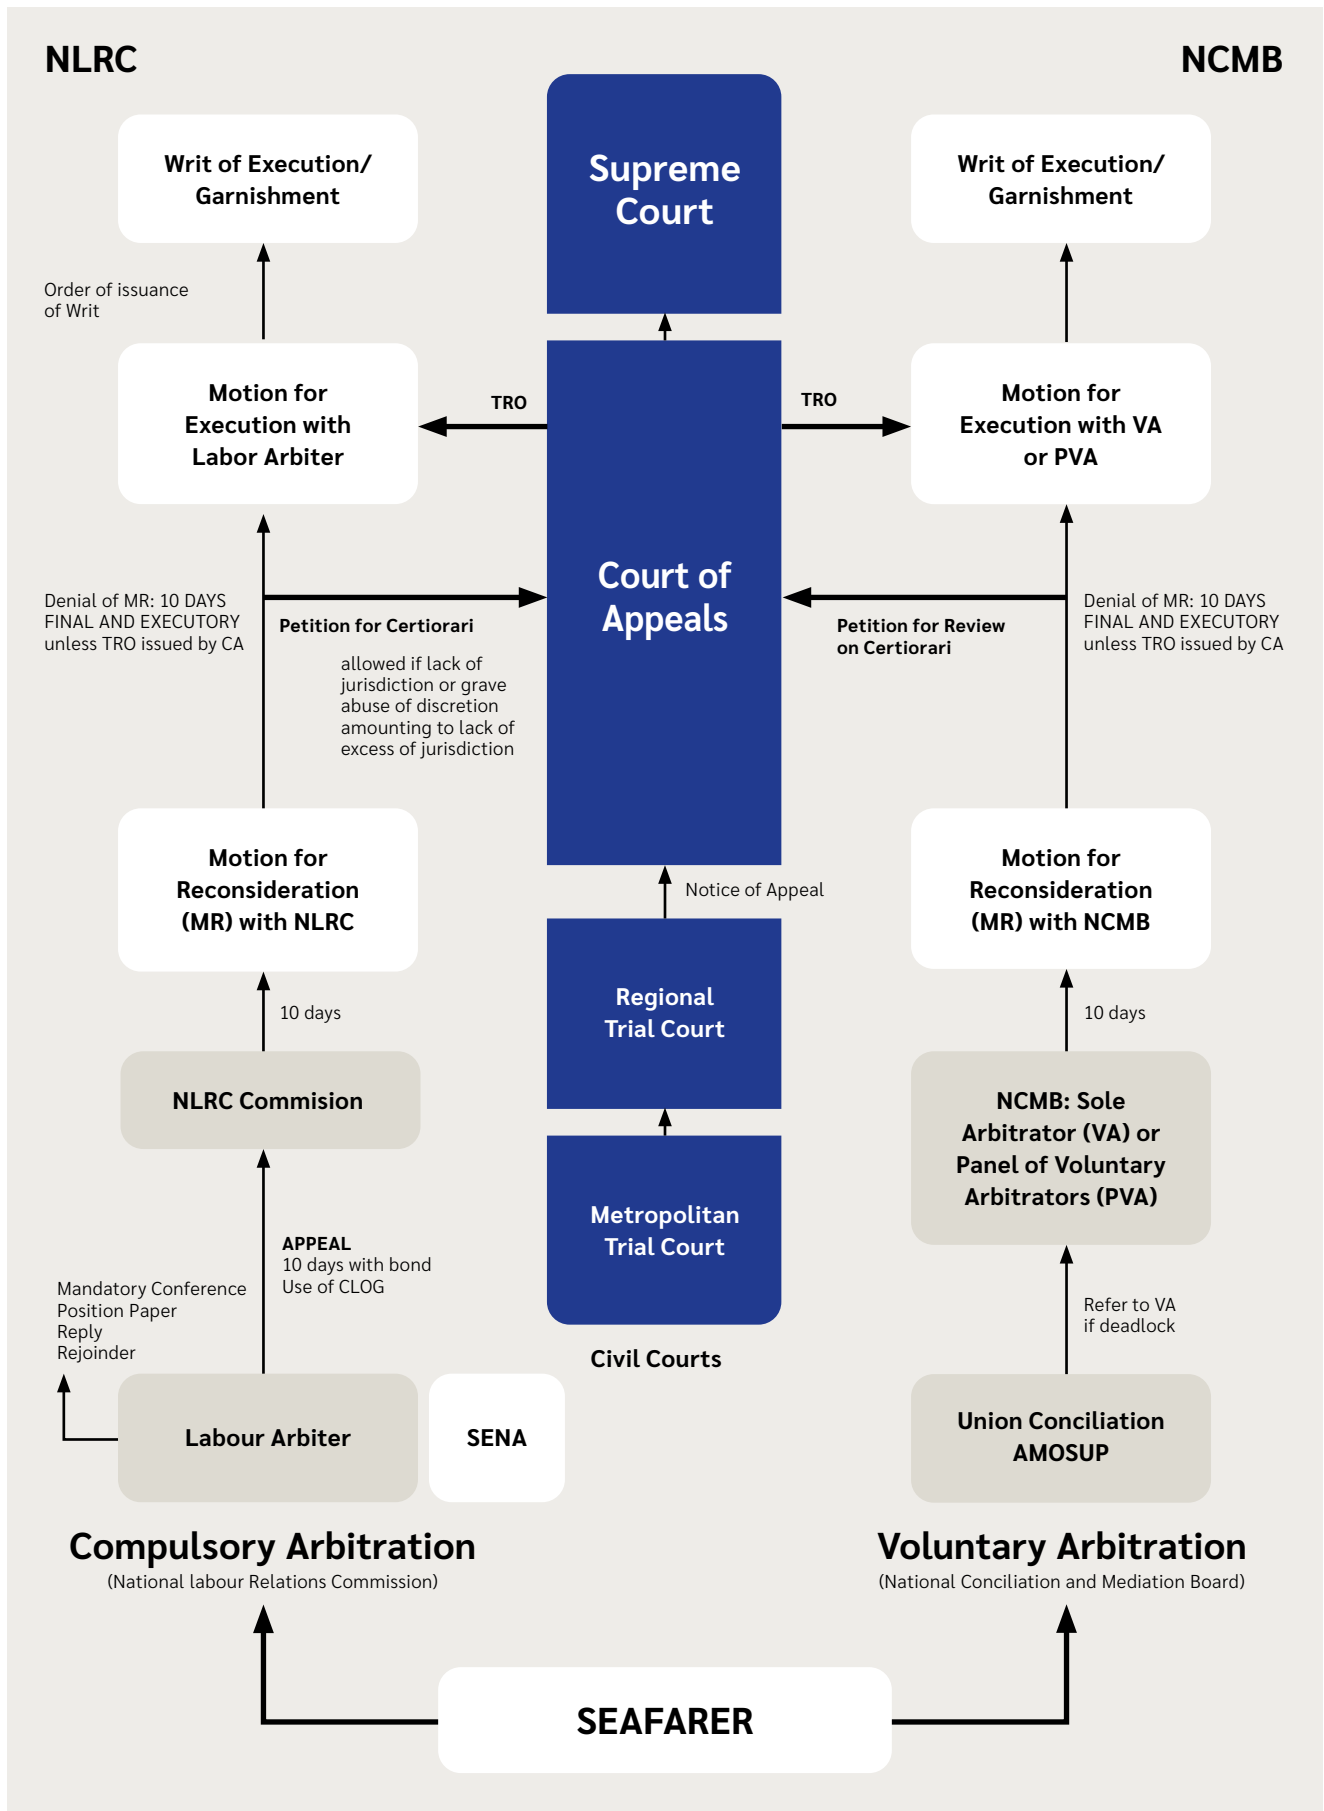 NLRC
NCMB
Supreme
Court
Writ of Execution/
Garnishment
Writ of Execution/
Garnishment
Order of issuance
of Writ
Motion for
Execution with
Labor Arbiter
TRO
TRO
Motion for
Execution with VA
or PVA
Court of
Appeals
Denial of MR: 10 DAYS
FINAL AND EXECUTORY
unless TRO issued by CA
Petition for Certiorari
allowed if lack of
jurisdiction or grave
abuse of discretion
amounting to lack of
excess of jurisdiction
Petition for Review
on Certiorari
Denial of MR: 10 DAYS
FINAL AND EXECUTORY
unless TRO issued by CA
Motion for
Reconsideration
(MR) with NLRC
Notice of Appeal
Motion for
Reconsideration
(MR) with NCMB
Regional
Trial Court
10 days
10 days
NLRC Commision
NCMB: Sole
Arbitrator (VA) or
Panel of Voluntary
Arbitrators (PVA)
Metropolitan
Trial Court
APPEAL
10 days with bond
Use of CLOG
Mandatory Conference
Position Paper
Reply
Rejoinder
Refer to VA
if deadlock
Civil Courts
Labour Arbiter
SENA
Union Conciliation
AMOSUP
Compulsory Arbitration
(National labour Relations Commission)
Voluntary Arbitration
(National Conciliation and Mediation Board)
SEAFARER